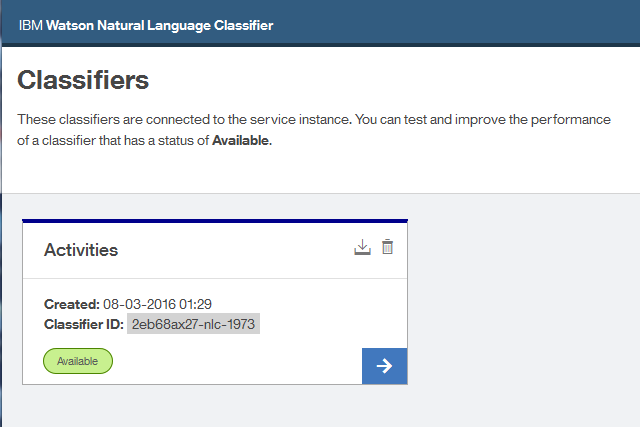 IBM Watson Natural Language Classifier
Classifiers
These classifiers are connected to the service instance. You can test and improve the performance
of a classifier that has a status of Available.
Activities
Created: 08-03-2016 01:29
Classifier ID: 2eb68ax27-nlc-1973
Available